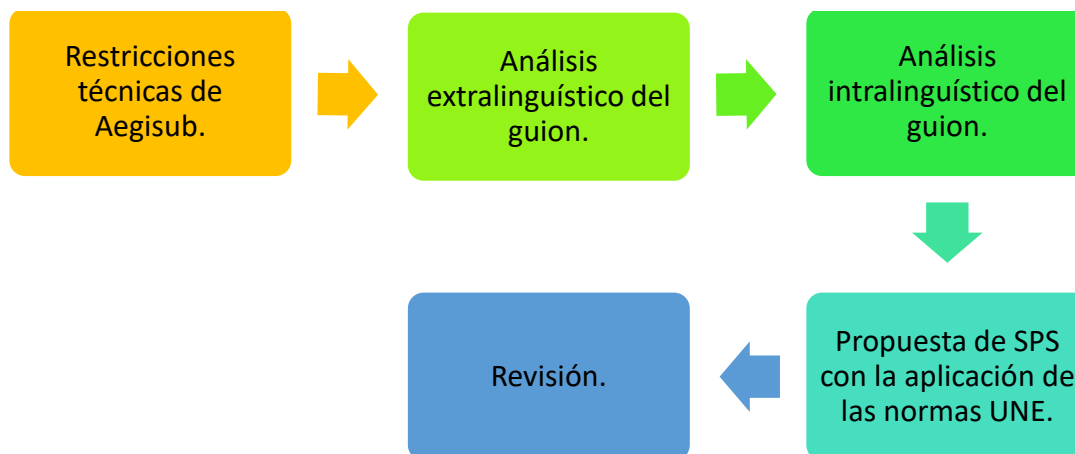 Restricciones
técnicas de
Aegisub.
Análisis
extralinguístico del
guion.
Análisis
intralinguístico del
guion.
Propuesta de SPS
con la aplicación de
las normas UNE.
Revisión.